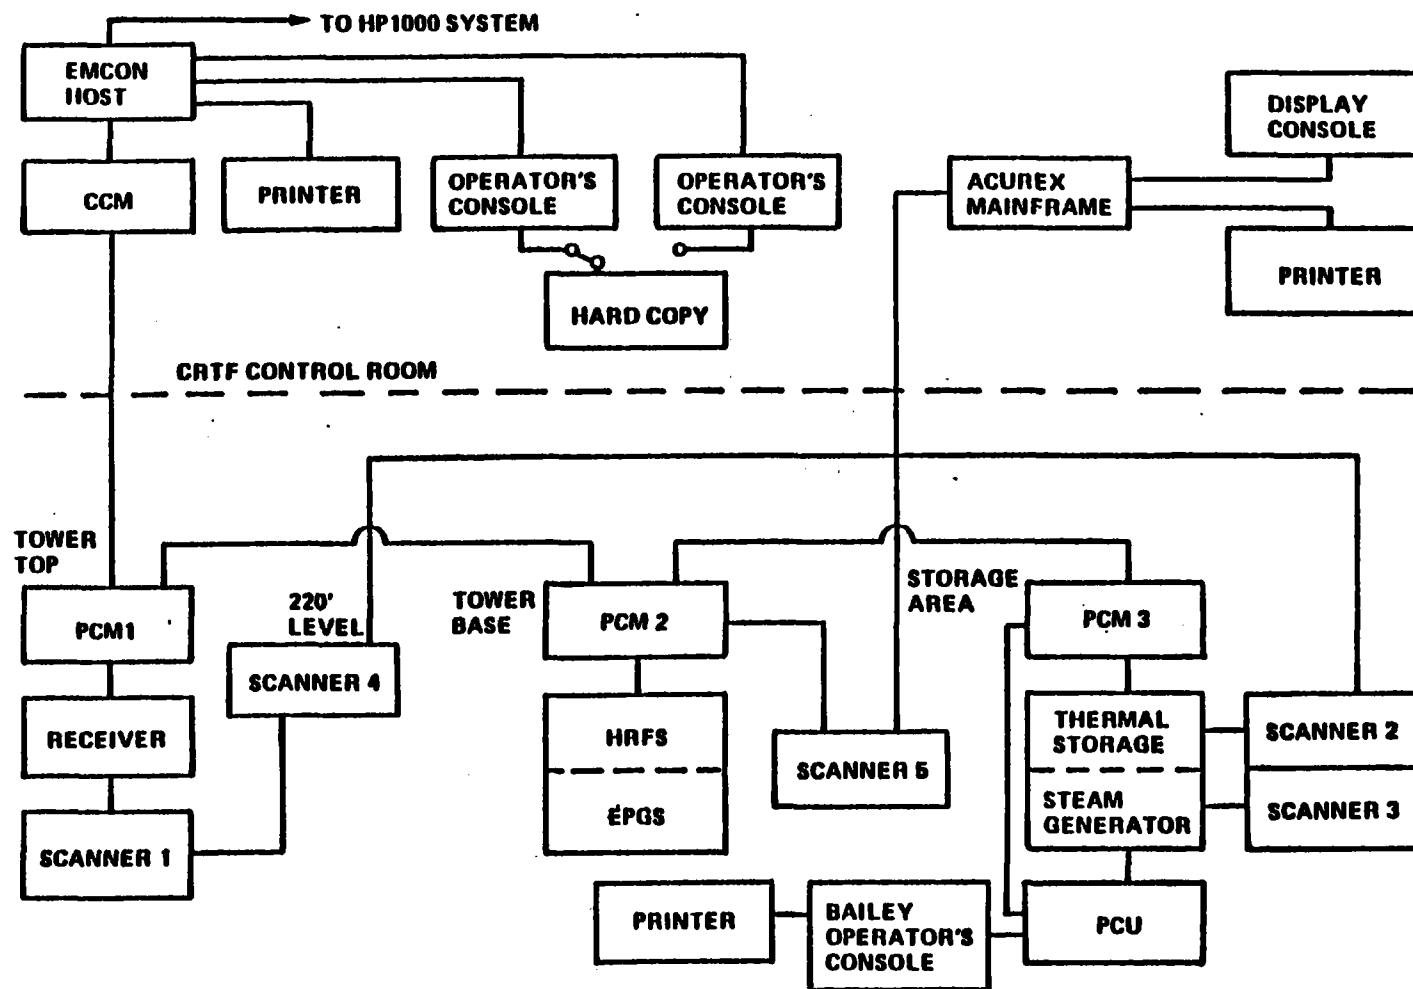 TO HP1000 SYSTEM
EMCON
HOST
DISPLAY
CONSOLE
CCM
PRINTER
OPERATOR'S
CONSOLE
OPERATOR'S
CONSOLE
ACUREX
MAINFRAME
PRINTER
HARD COPY
CRTF CONTROL ROOM
TOWER
TOP
PCM1
220'
LEVEL
SCANNER 4
TOWER
BASE
PCM 2
STORAGE
AREA
PCM 3
RECEIVER
HRFS
EPGS
SCANNER 5
THERMAL
STORAGE
STEAM
GENERATOR
SCANNER 2
SCANNER 3
SCANNER 1
PRINTER
BAILEY
OPERATOR'S
CONSOLE
PCU